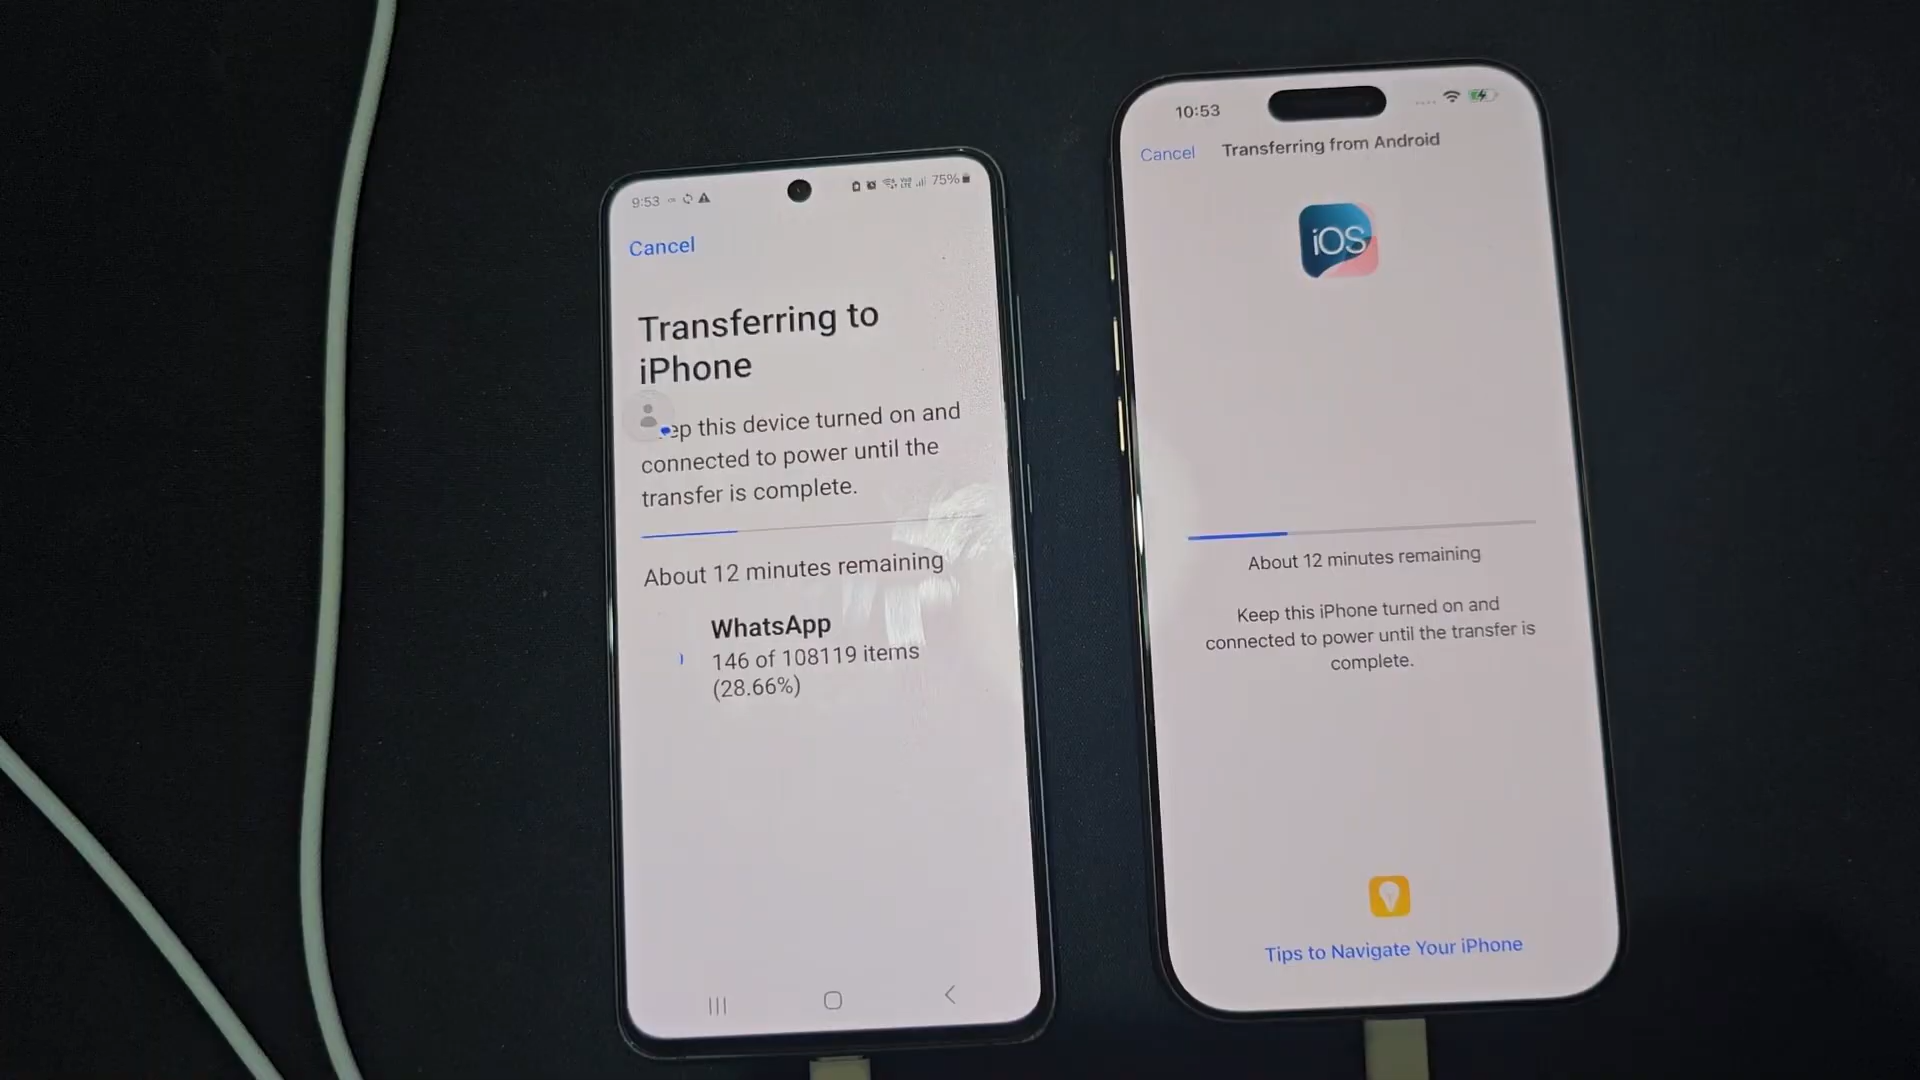 9:53
75%
Cancel
Transferring to
iPhone
ep this device turned on and
connected to power until the
transfer is complete.
About 12 minutes remaining
WhatsApp
146 of 108119 items
(28.66%)
10:53
Cancel
Transferring from Android
iOS
About 12 minutes remaining
Keep this iPhone turned on and
connected to power until the transfer is
complete.
Tips to Navigate Your iPhone